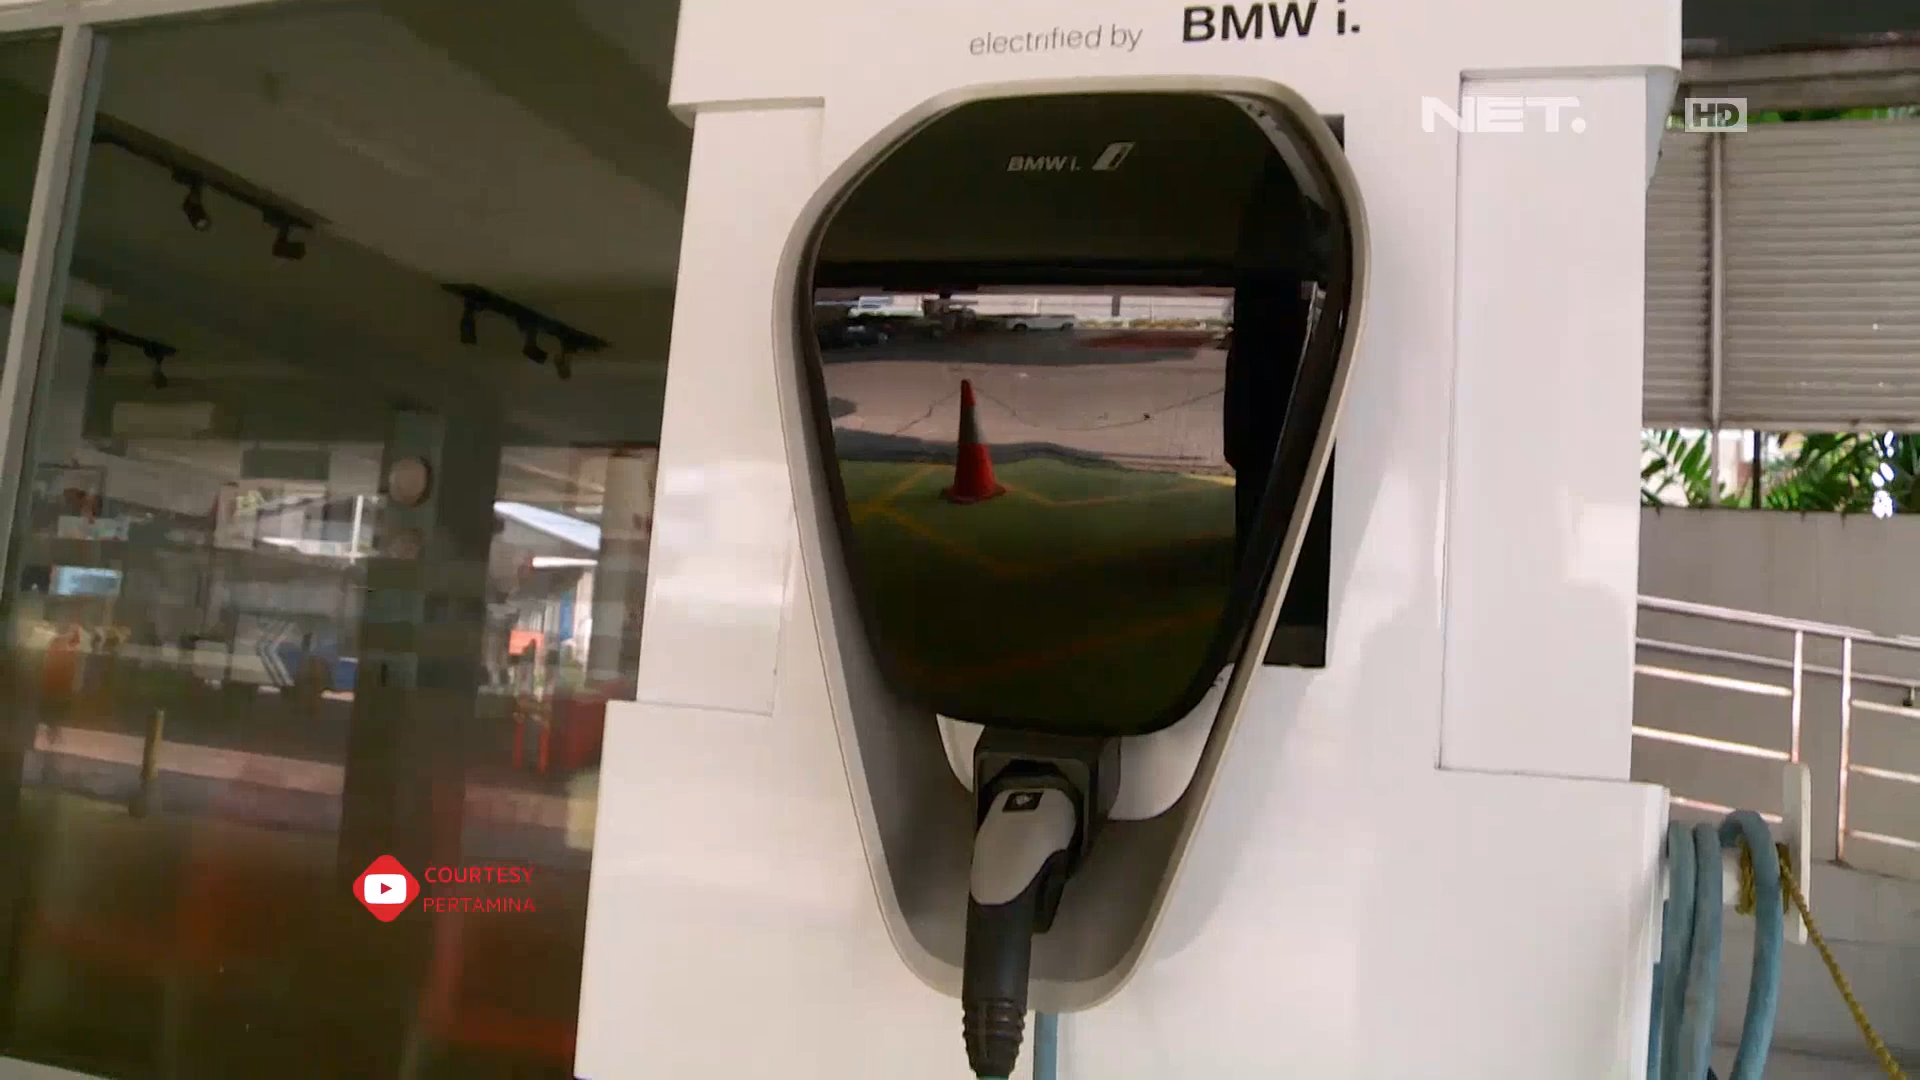 electrified by BMW i.
NET. HD
BMW i.
COURTESY
PERTAMINA